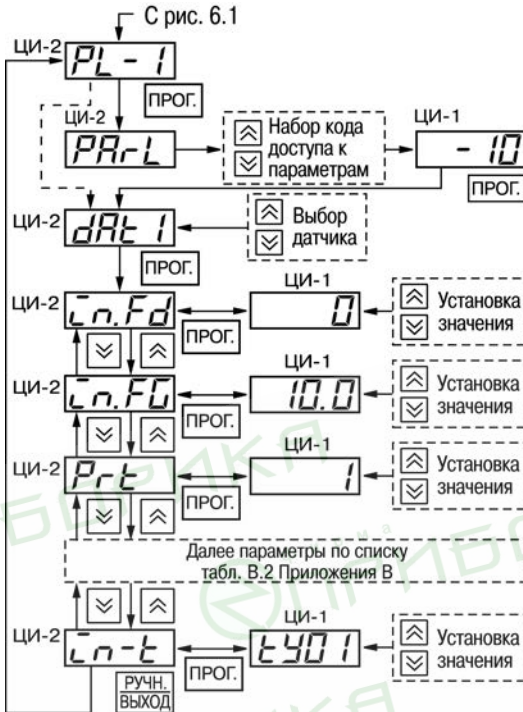 С рис. 6.1
ЦИ-2
PL-1
ПРОГ.
ЦИ-2
PArL
Набор кода
доступа к
параметрам
ЦИ-1
-10
ПРОГ.
ЦИ-2
dAt1
Выбор
датчика
ПРОГ.
ЦИ-2
in.Fd
ПРОГ.
ЦИ-1
0
Установка
значения
ЦИ-2
in.FG
ПРОГ.
ЦИ-1
10.0
Установка
значения
ЦИ-2
Prt
ПРОГ.
ЦИ-1
1
Установка
значения
Далее параметры по списку
табл. В.2 Приложения В
ЦИ-2
in-t
ПРОГ.
ЦИ-1
tY01
Установка
значения
РУЧН.
ВЫХОД